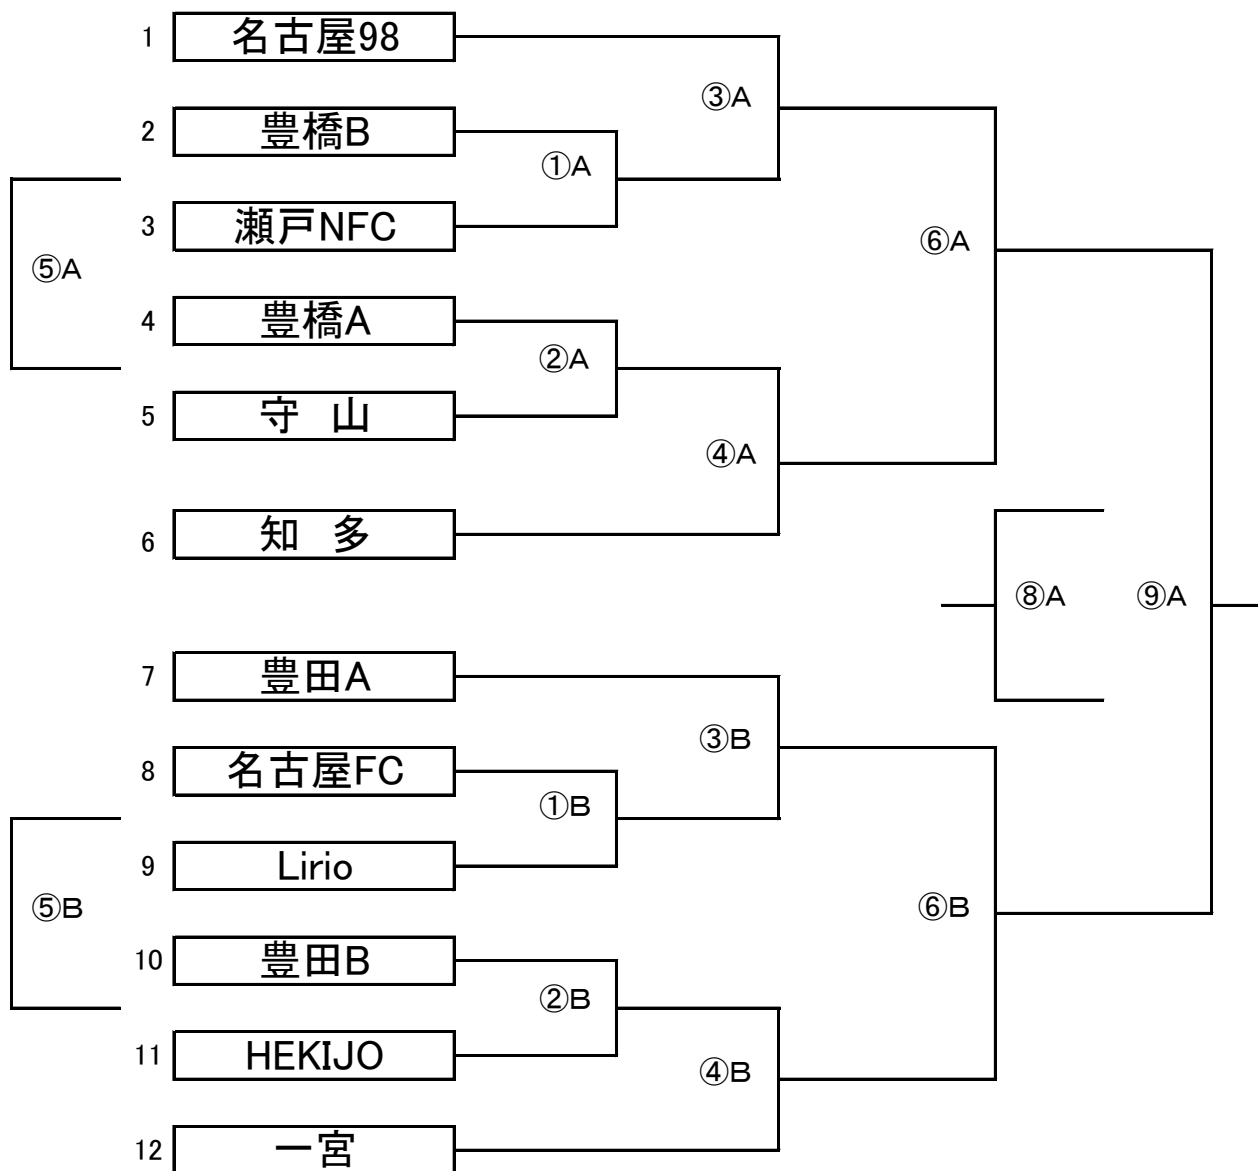 1 名古屋98
③A
2 豊橋B
①A
3 瀬戸NFC
⑥A
⑤A
4 豊橋A
②A
5 守 山
④A
6 知 多
⑧A ⑨A
7 豊田A
③B
8 名古屋FC
①B
9 Lirio
⑤B ⑥B
10 豊田B
②B
11 HEKIJO
④B
12 一宮